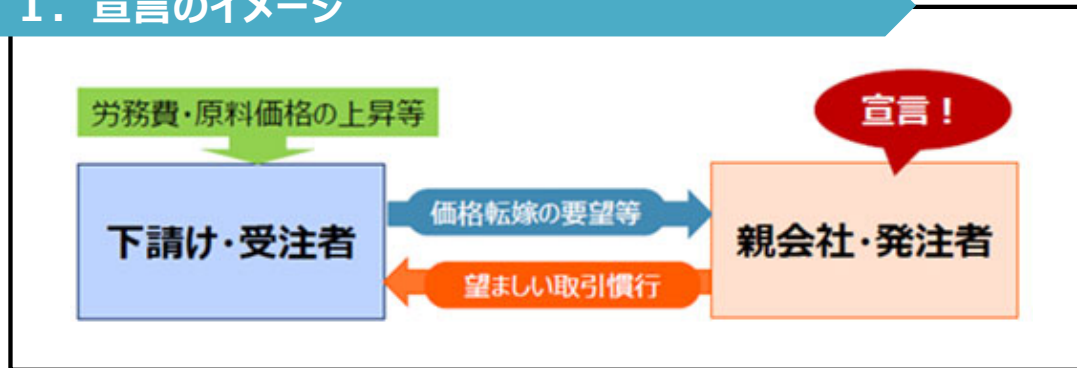 1．宣言のイメージ
労務費･原料価格の上昇等
宣言！
下請け･受注者
価格転嫁の要望等
望ましい取引慣行
親会社･発注者